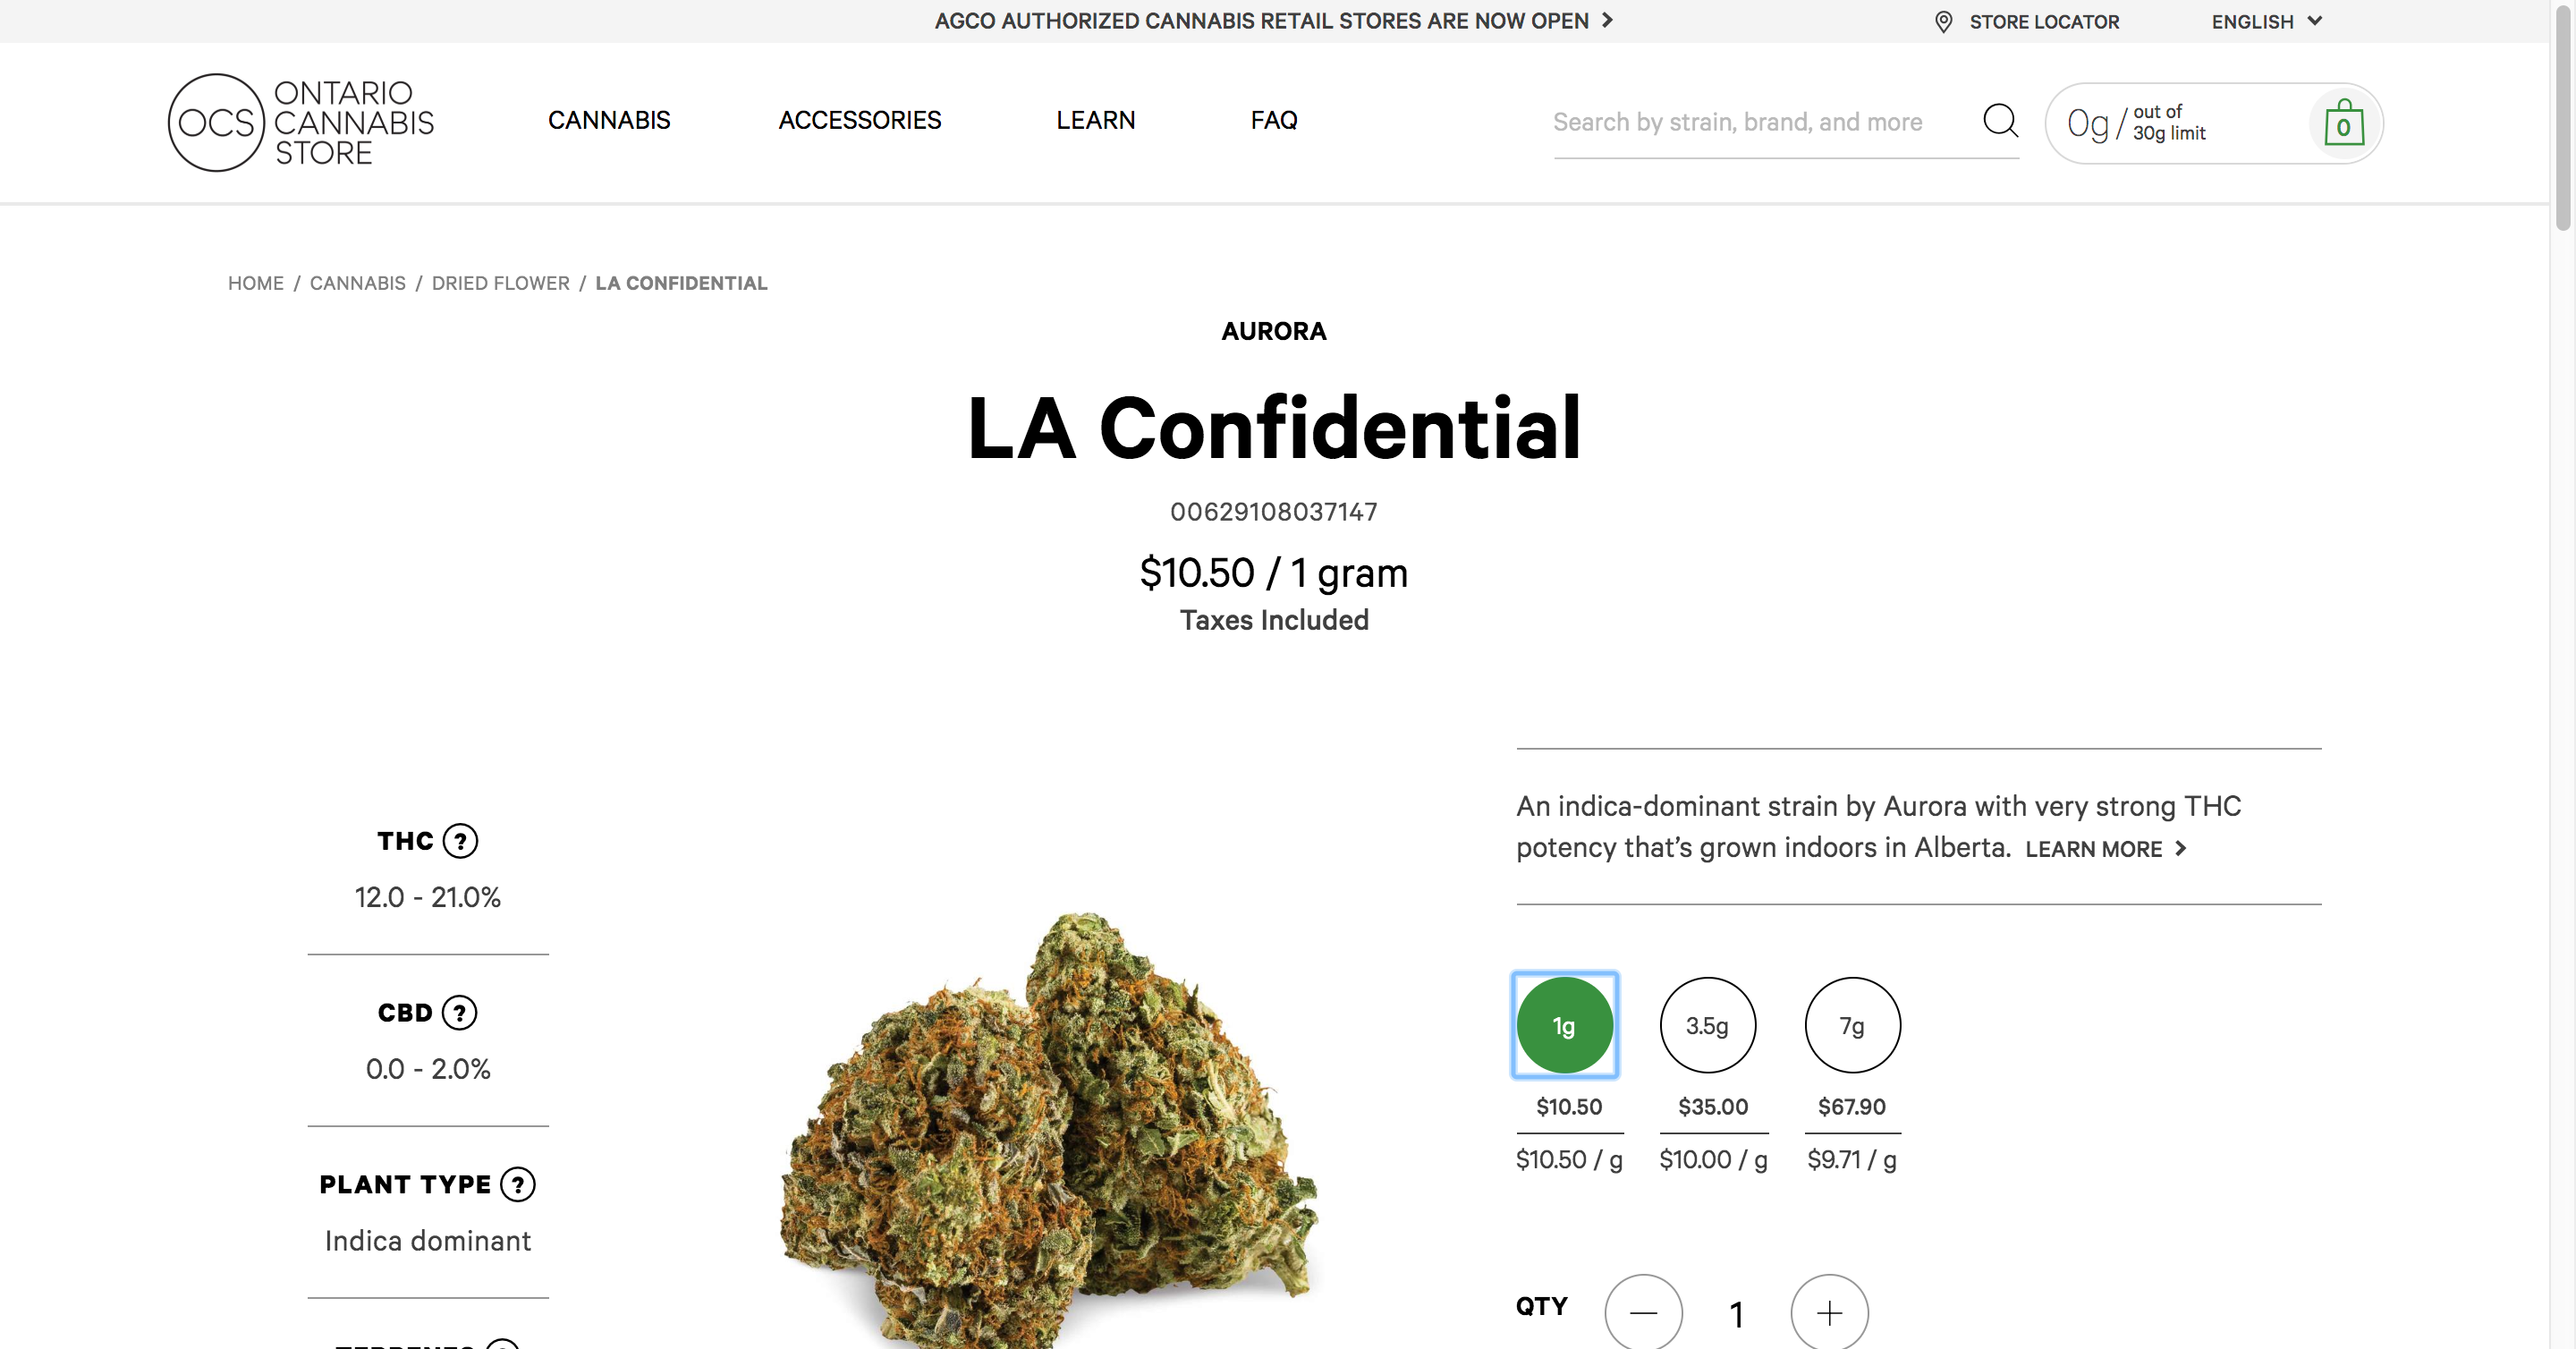 AGCO AUTHORIZED CANNABIS RETAIL STORES ARE NOW OPEN
STORE LOCATOR
ENGLISH
OCS
ONTARIO
CANNABIS
STORE
CANNABIS
ACCESSORIES
LEARN
FAQ
Search by strain, brand, and more
0g / out of
30g limit
0
HOME / CANNABIS / DRIED FLOWER / LA CONFIDENTIAL
AURORA
LA Confidential
00629108037147
$10.50 / 1 gram
Taxes Included
THC ?
12.0 - 21.0%
CBD ?
0.0 - 2.0%
PLANT TYPE ?
Indica dominant
An indica-dominant strain by Aurora with very strong THC
potency that’s grown indoors in Alberta. LEARN MORE
1g 3.5g 7g
$10.50 $35.00 $67.90
$10.50 / g $10.00 / g $9.71 / g
QTY 1